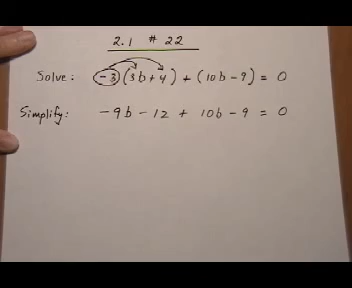 2.1 # 22
Solve: -3(3b+4) + (10b-9) = 0
Simplify: -9b - 12 + 10b - 9 = 0